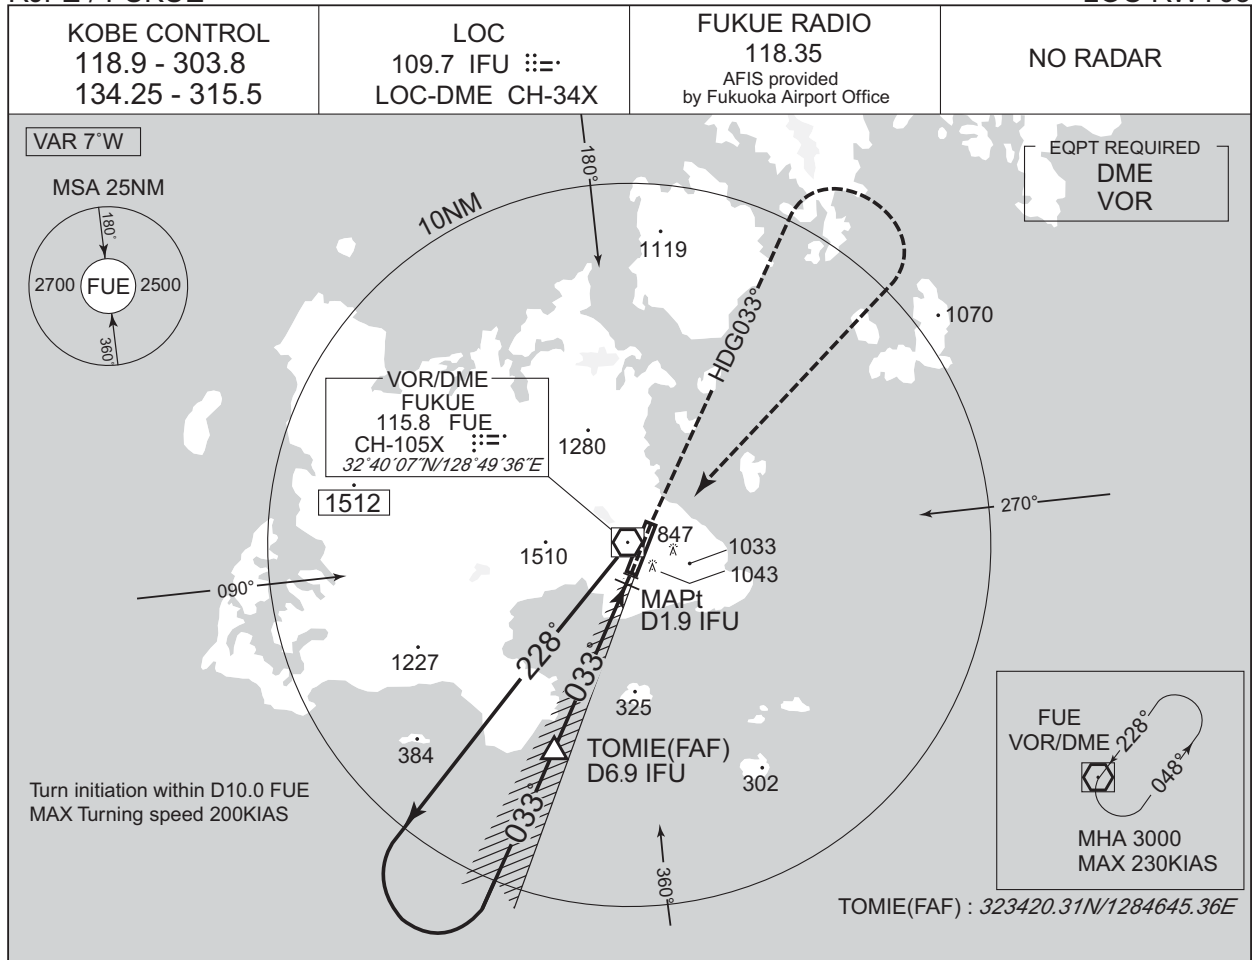 KOBE CONTROL
118.9 - 303.8
134.25 - 315.5
LOC
109.7 IFU
LOC-DME CH-34X
FUKUE RADIO
118.35
AFIS provided
by Fukuoka Airport Office
NO RADAR
VAR 7°W
MSA 25NM
180°
2700
FUE
2500
360°
180°
10NM
EQPT REQUIRED
DME
VOR
1119
1070
HDG033°
VOR/DME
FUKUE
115.8 FUE
CH-105X
32°40′07″N/128°49′36″E
1280
1512
1510
847
1033
1043
270°
090°
MAPt
D1.9 IFU
228°
033°
1227
325
384
TOMIE(FAF)
D6.9 IFU
302
033°
Turn initiation within D10.0 FUE
MAX Turning speed 200KIAS
360°
FUE
VOR/DME
228°
048°
MHA 3000
MAX 230KIAS
TOMIE(FAF) : 323420.31N/1284645.36E